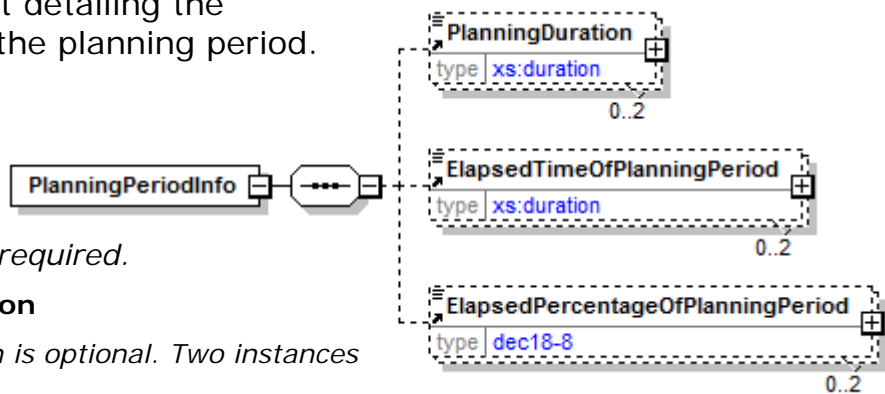 t detailing the
the planning period.
PlanningDuration
type xs:duration
0..2
PlanningPeriodInfo
ElapsedTimeOfPlanningPeriod
type xs:duration
0..2
required.
on
n is optional. Two instances
ElapsedPercentageOfPlanningPeriod
type dec18-8
0..2